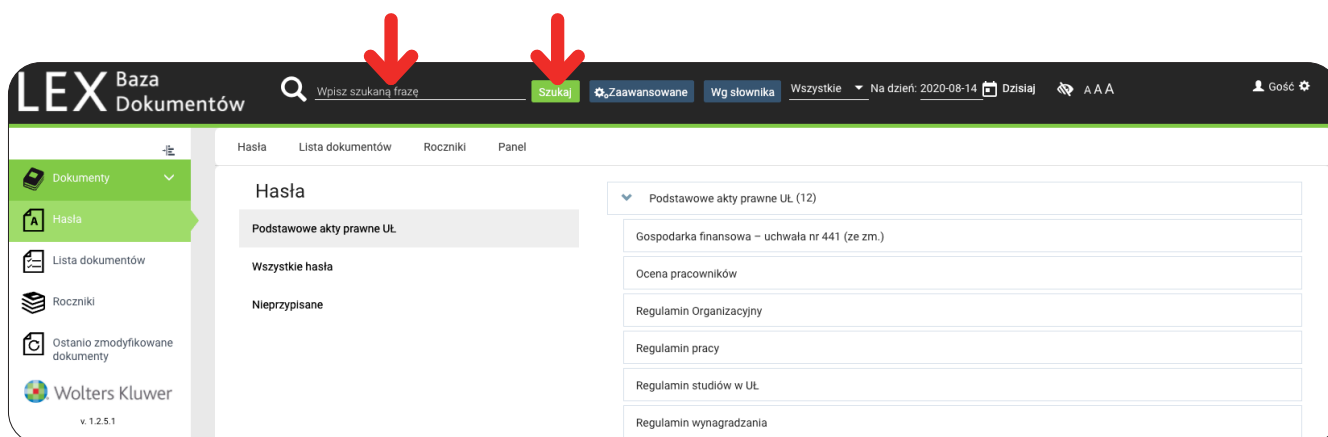 LEX Baza Dokumentów
Wpisz szukaną frazę
Szukaj
Zaawansowane
Wg słownika
Wszystkie
Na dzień: 2020-08-14
Dzisiaj
A A A
Gość
Hasła
Lista dokumentów
Roczniki
Panel
Dokumenty
A
Hasła
Lista dokumentów
Roczniki
Ostanio zmodyfikowane
dokumenty
Wolters Kluwer
v. 1.2.5.1
Hasła
Podstawowe akty prawne UŁ
Wszystkie hasła
Nieprzypisane
Podstawowe akty prawne UŁ (12)
Gospodarka finansowa – uchwała nr 441 (ze zm.)
Ocena pracowników
Regulamin Organizacyjny
Regulamin pracy
Regulamin studiów w UŁ
Regulamin wynagradzania